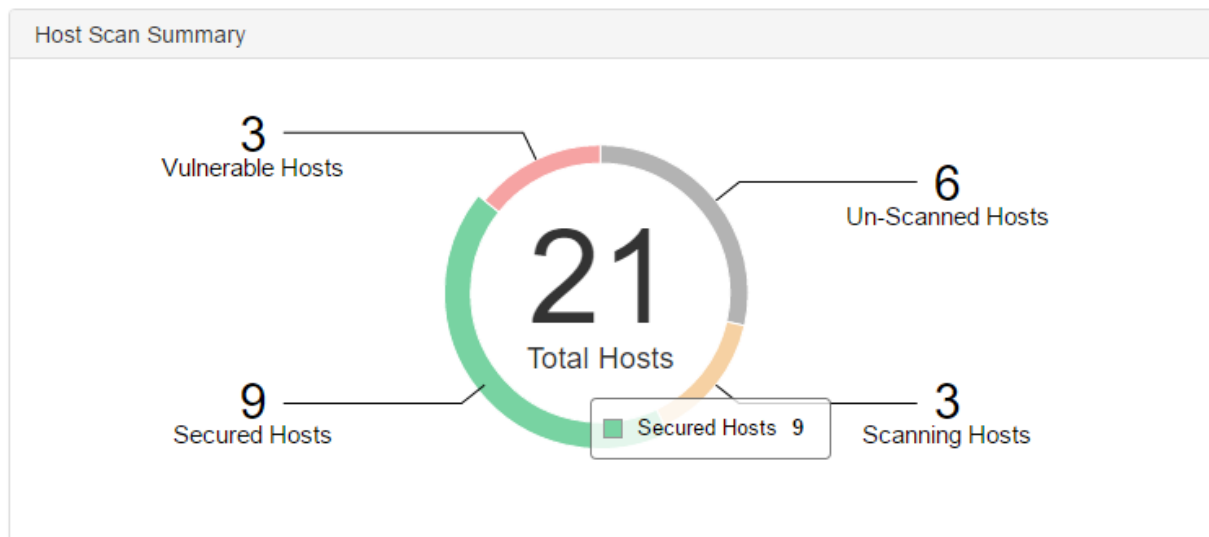 Host Scan Summary
3
Vulnerable Hosts
6
Un-Scanned Hosts
21
Total Hosts
9
Secured Hosts
3
Scanning Hosts
Secured Hosts 9